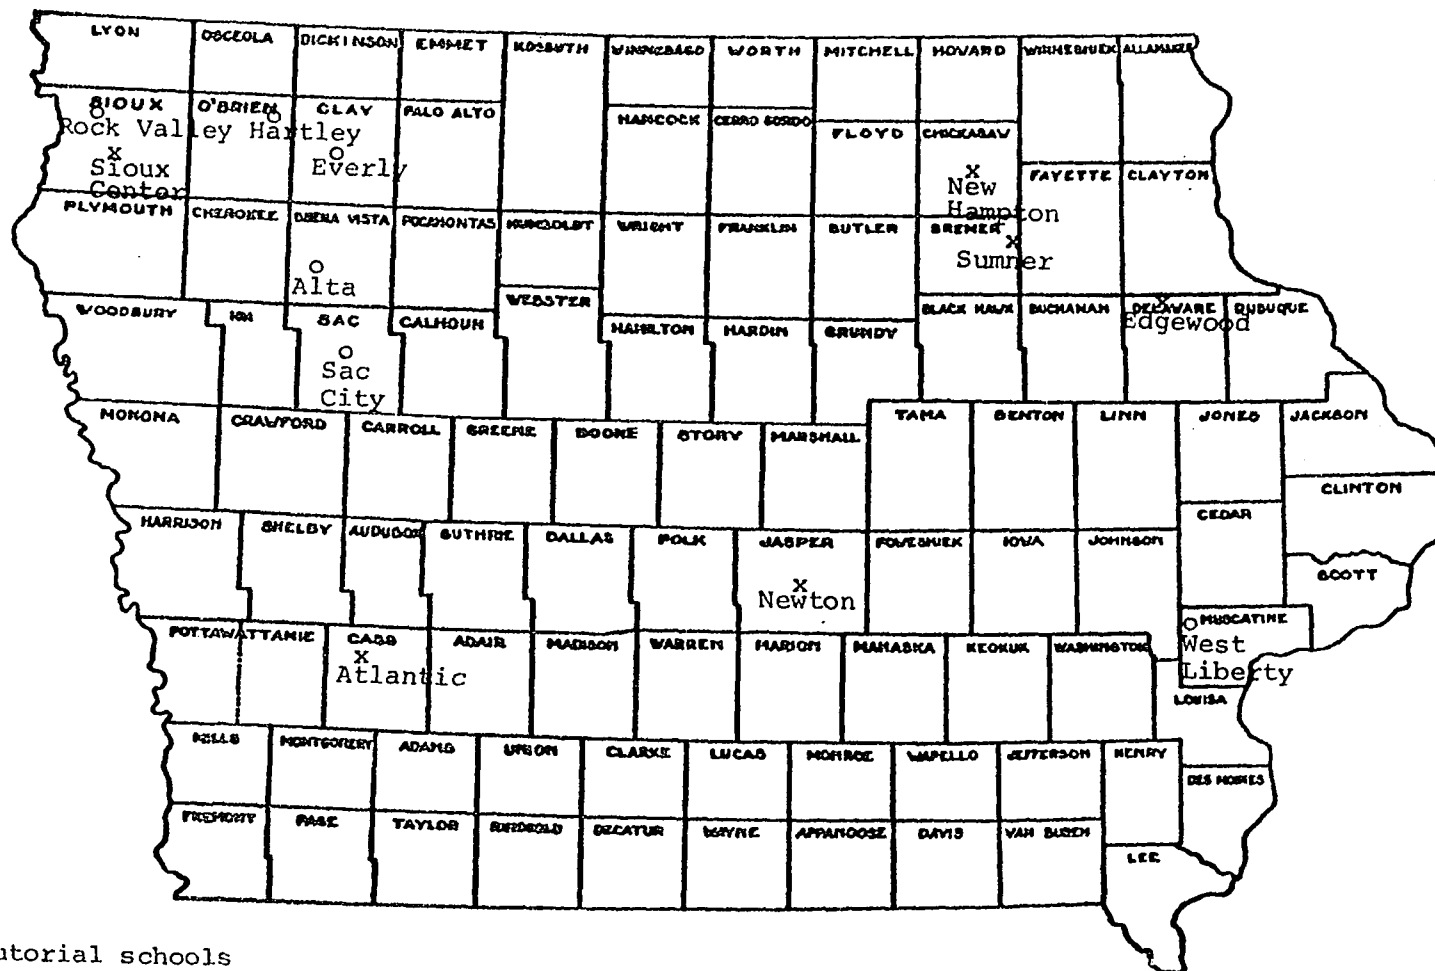 LYON OSCEOLA DICKINSON EMMET KOSSUTH WINNEBAGO WORTH MITCHELL HOWARD WINNESHIEK ALLAMAKEE
SIOUX O'BRIEN CLAY PALO ALTO HANCOCK CERRO GORDO FLOYD CHICKASAW
o o
Rock Valley Hartley
x o x FAYETTE CLAYTON
Sioux Everly New
Center Hampton
PLYMOUTH CHEROKEE BUENA VISTA POCAHONTAS HUMBOLDT WRIGHT FRANKLIN BUTLER BREMER
x
Sumner
o
Alta
WOODBURY IDA SAC CALHOUN WEBSTER HAMILTON HARDIN GRUNDY BLACK HAWK BUCHANAN DELAWARE DUBUQUE
x
Edgewood
o
Sac
City
MONONA CRAWFORD CARROLL GREENE BOONE STORY MARSHALL TAMA BENTON LINN JONES JACKSON
CLINTON
CEDAR
HARRISON SHELBY AUDUBON GUTHRIE DALLAS POLK JASPER POWESHIEK IOWA JOHNSON
SCOTT
x
Newton
POTTAWATTAMIE CASS ADAIR MADISON WARREN MARION MAHASKA KEOKUK WASHINGTON
o MUSCATINE
West
Liberty
x
Atlantic
LOUISA
MILLS MONTGOMERY ADAMS UNION CLARKE LUCAS MONROE WAPELLO JEFFERSON HENRY
DES MOINES
FREMONT PAGE TAYLOR RINGGOLD DECATUR WAYNE APPANOOSE DAVIS VAN BUREN
LEE
utorial schools